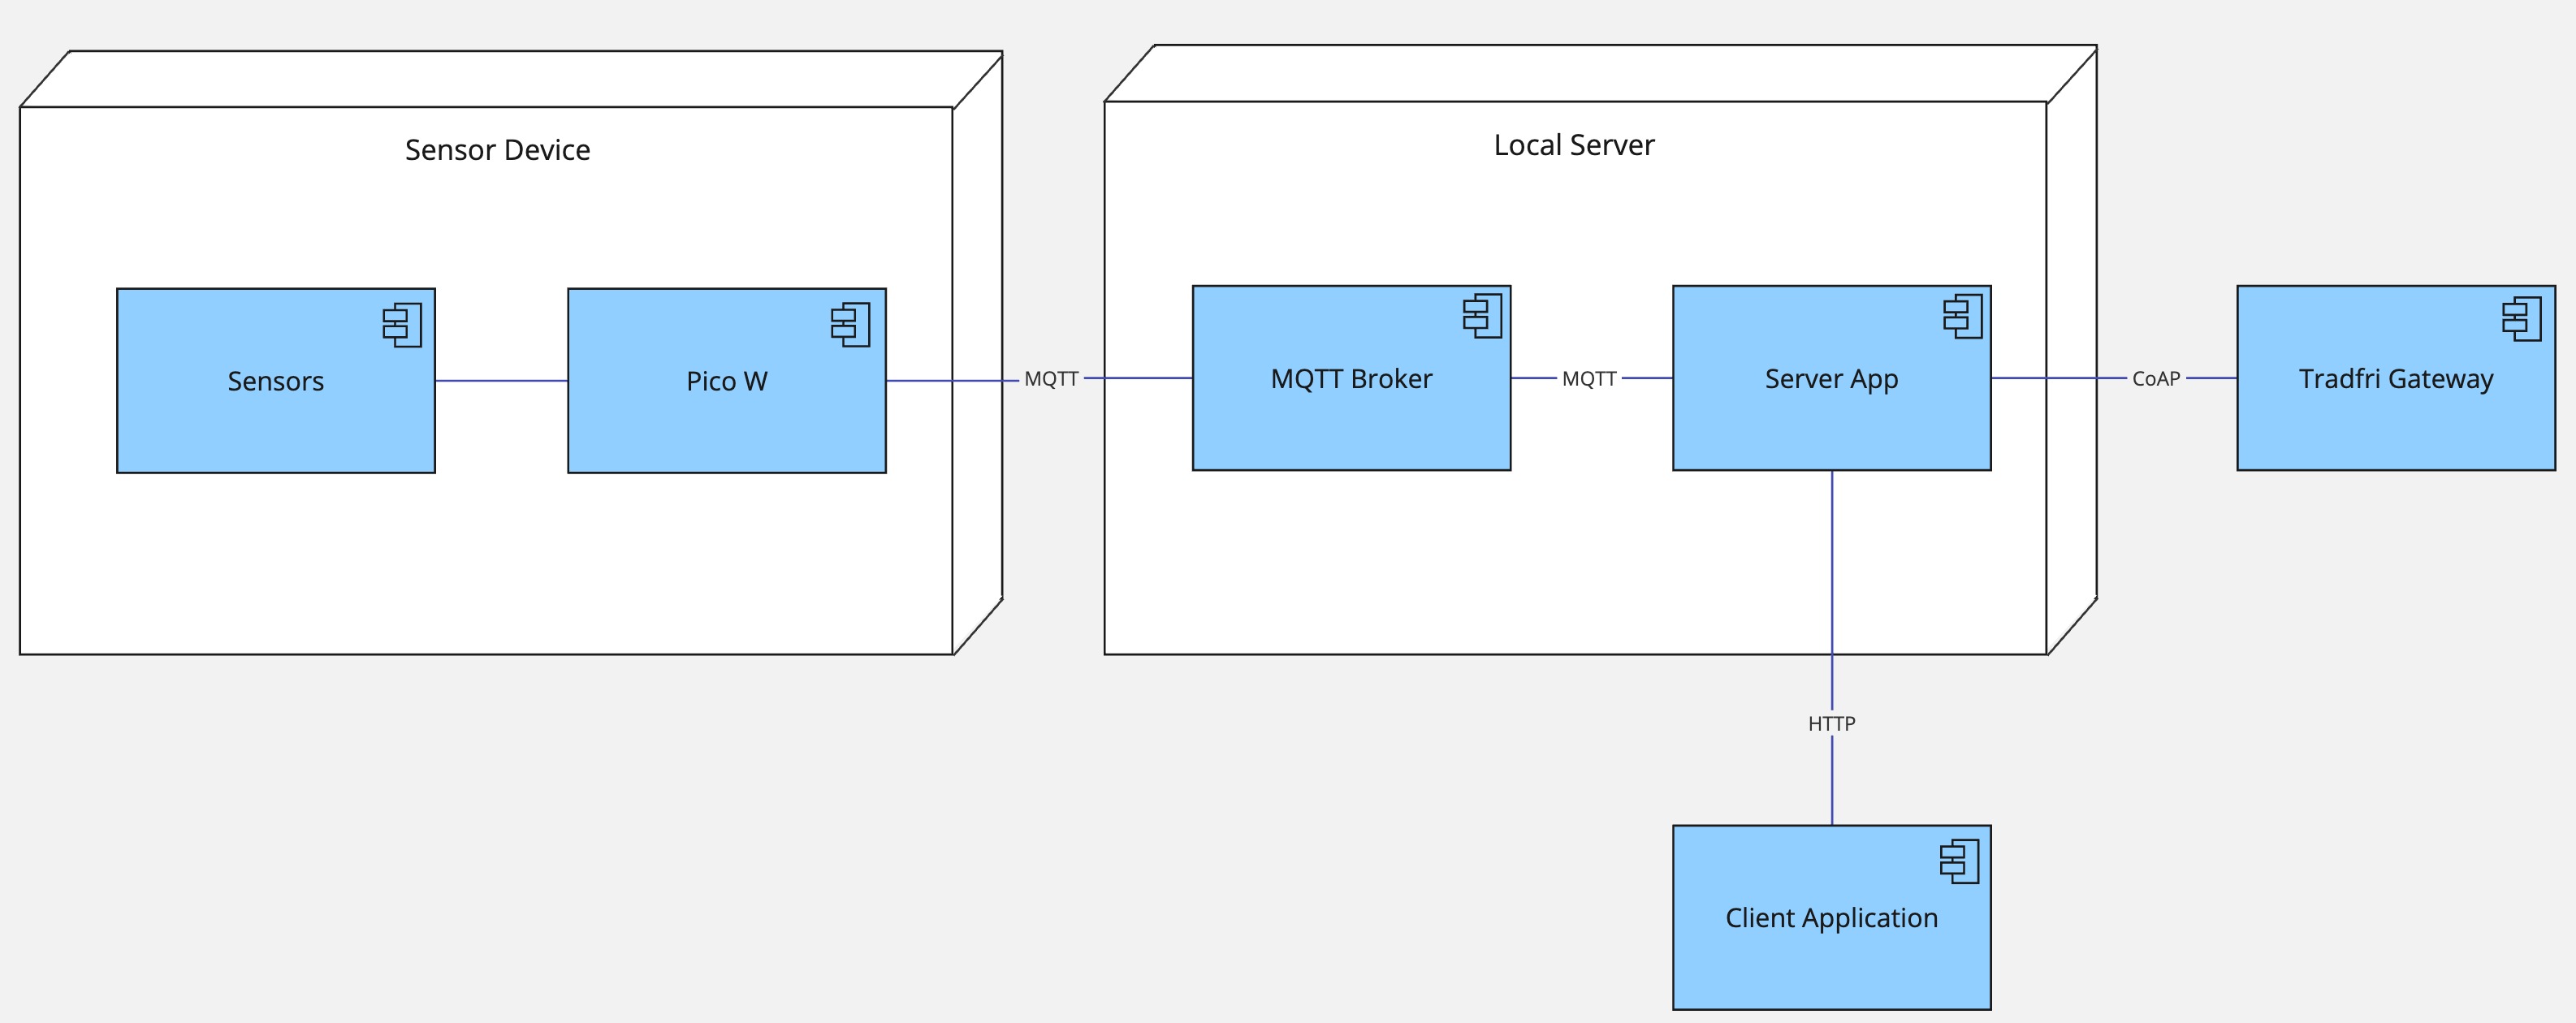 Sensor Device
Local Server
Sensors
Pico W
MQTT
MQTT Broker
MQTT
Server App
CoAP
Tradfri Gateway
HTTP
Client Application